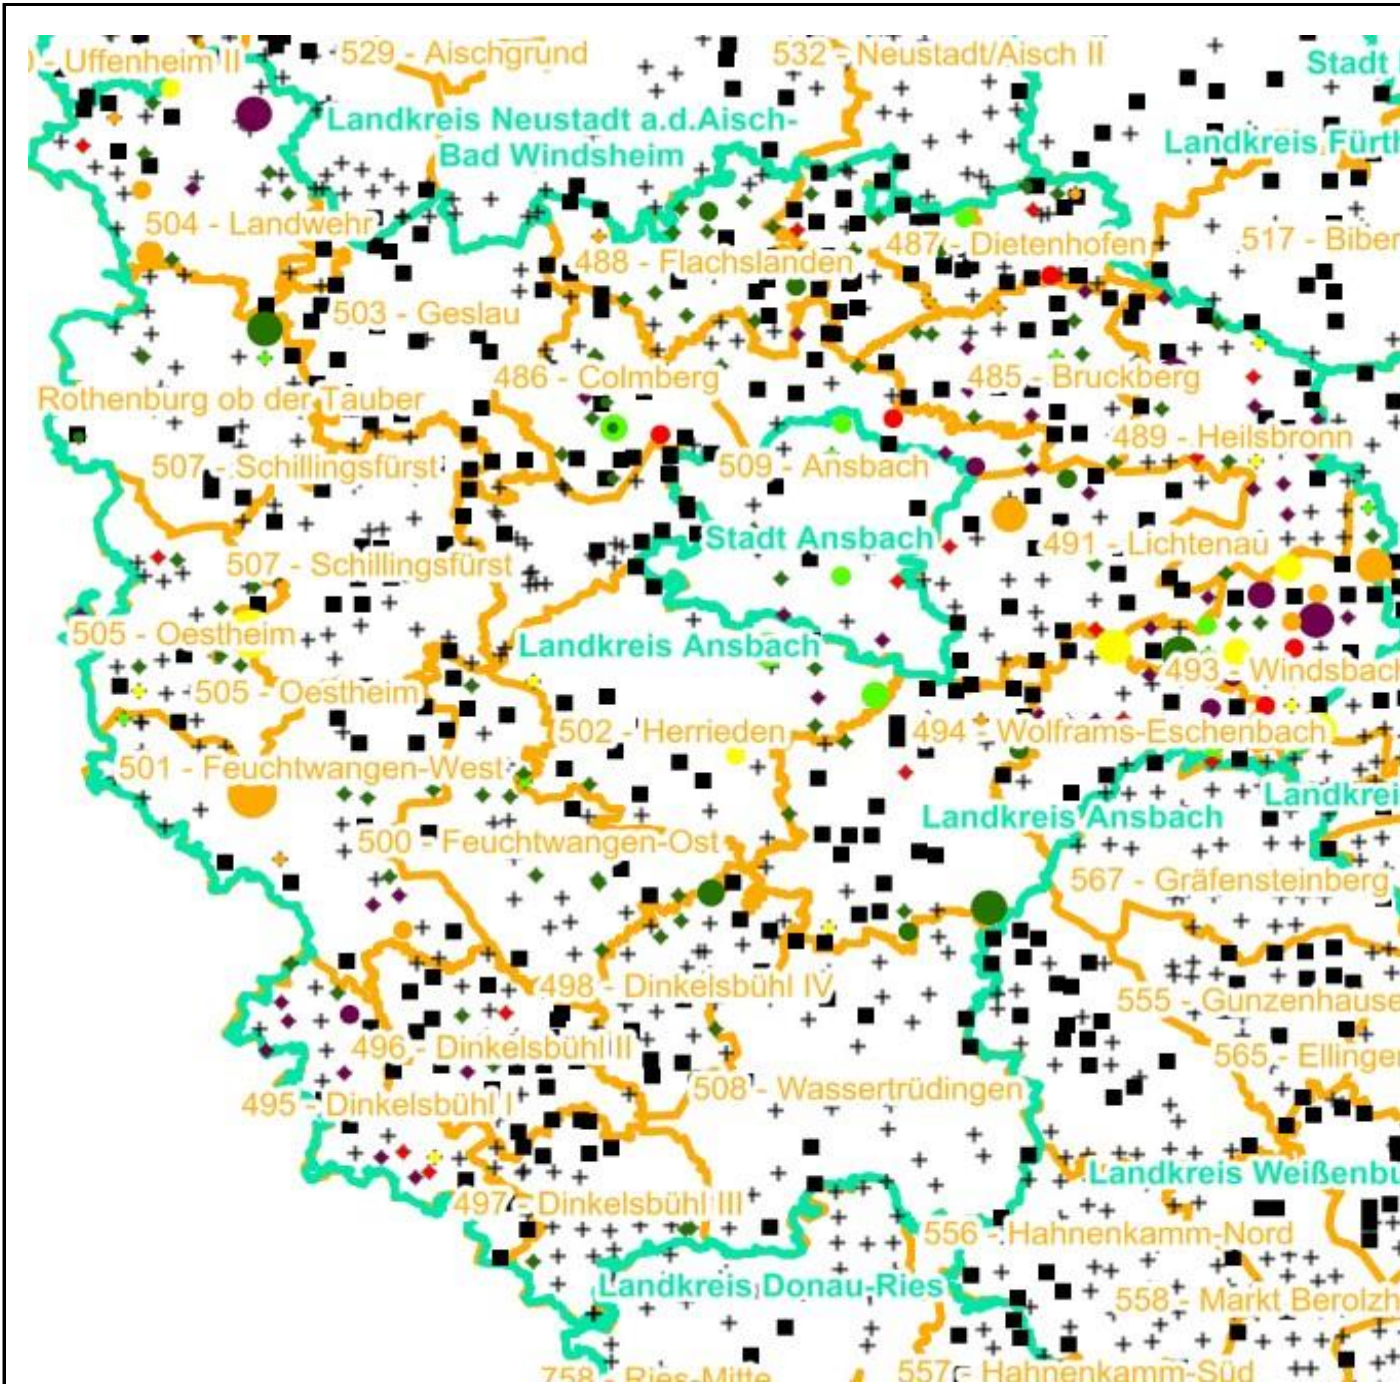 - Uffenheim II
529 - Aischgrund
532 - Neustadt/Aisch II
Stadt
Landkreis Neustadt a.d.Aisch-
Bad Windsheim
Landkreis Fürth
504 - Landwehr
488 - Flachslanden
487 - Dietenhofen
517 - Biber
503 - Geslau
486 - Colmberg
485 - Bruckberg
Rothenburg ob der Tauber
489 - Heilsbronn
507 - Schillingsfürst
509 - Ansbach
Stadt Ansbach
491 - Lichtenau
507 - Schillingsfürst
505 - Oestheim
Landkreis Ansbach
493 - Windsbach
505 - Oestheim
502 - Herrieden
494 - Wolframs-Eschenbach
501 - Feuchtwangen-West
Landkrei
Landkreis Ansbach
500 - Feuchtwangen-Ost
567 - Gräfensteinberg
498 - Dinkelsbühl IV
555 - Gunzenhause
496 - Dinkelsbühl II
565 - Ellinge
508 - Wassertrüdingen
495 - Dinkelsbühl I
Landkreis Weißenbu
497 - Dinkelsbühl III
556 - Hahnenkamm-Nord
Landkreis Donau-Ries
558 - Markt Berolzh
758 - Ries-Mitte
557 - Hahnenkamm-Süd